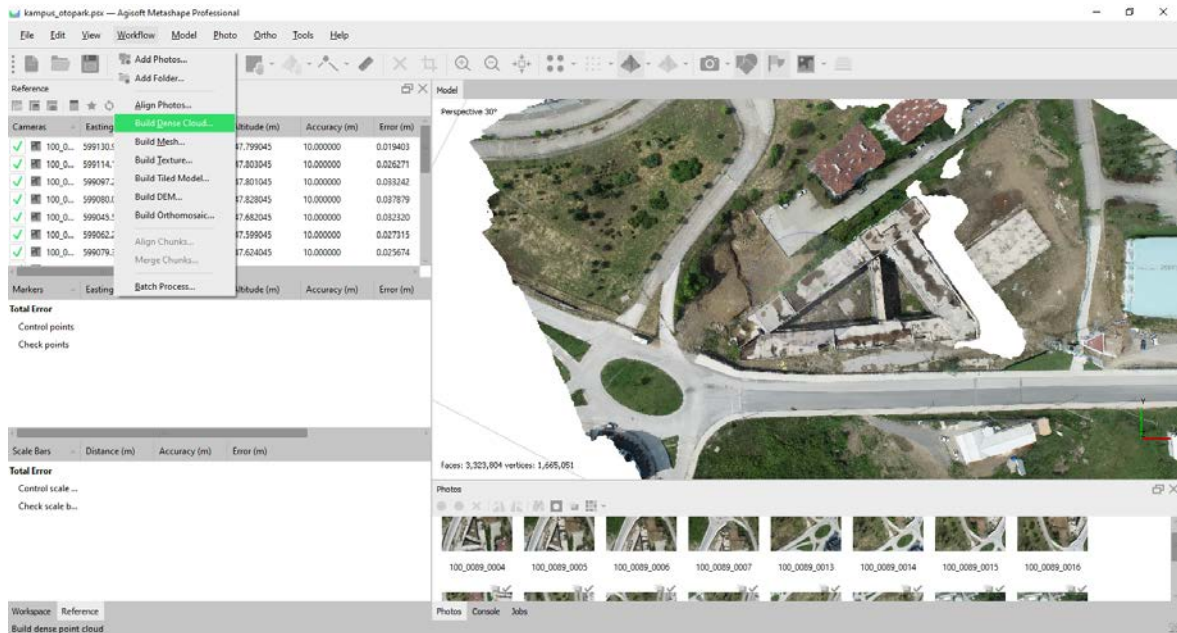 kampus_otopark.psx — Agisoft Metashape Professional
File Edit View Workflow Model Photo Ortho Tools Help
Add Photos...
Add Folder...
Align Photos...
Build Dense Cloud...
Build Mesh...
Build Texture...
Build Tiled Model...
Build DEM...
Build Orthomosaic...
Align Chunks...
Merge Chunks...
Batch Process...
Reference
Cameras Easting Altitude (m) Accuracy (m) Error (m)
100_0... 599130.9 47.799045 10.000000 0.019403
100_0... 599114.1 47.803045 10.000000 0.026271
100_0... 599097.2 47.801045 10.000000 0.033242
100_0... 599080.0 47.828045 10.000000 0.037879
100_0... 599045.5 47.682045 10.000000 0.032320
100_0... 599062.2 47.599045 10.000000 0.027315
100_0... 599079.3 47.624045 10.000000 0.025674
Markers Easting Altitude (m) Accuracy (m) Error (m)
Total Error
Control points
Check points
Scale Bars Distance (m) Accuracy (m) Error (m)
Total Error
Control scale ...
Check scale b...
Workspace Reference
Build dense point cloud
Model
Perspective 30°
Y
faces: 3,323,804 vertices: 1,665,051
Photos
100_0089_0004 100_0089_0005 100_0089_0006 100_0089_0007 100_0089_0013 100_0089_0014 100_0089_0015 100_0089_0016
Photos Console Jobs